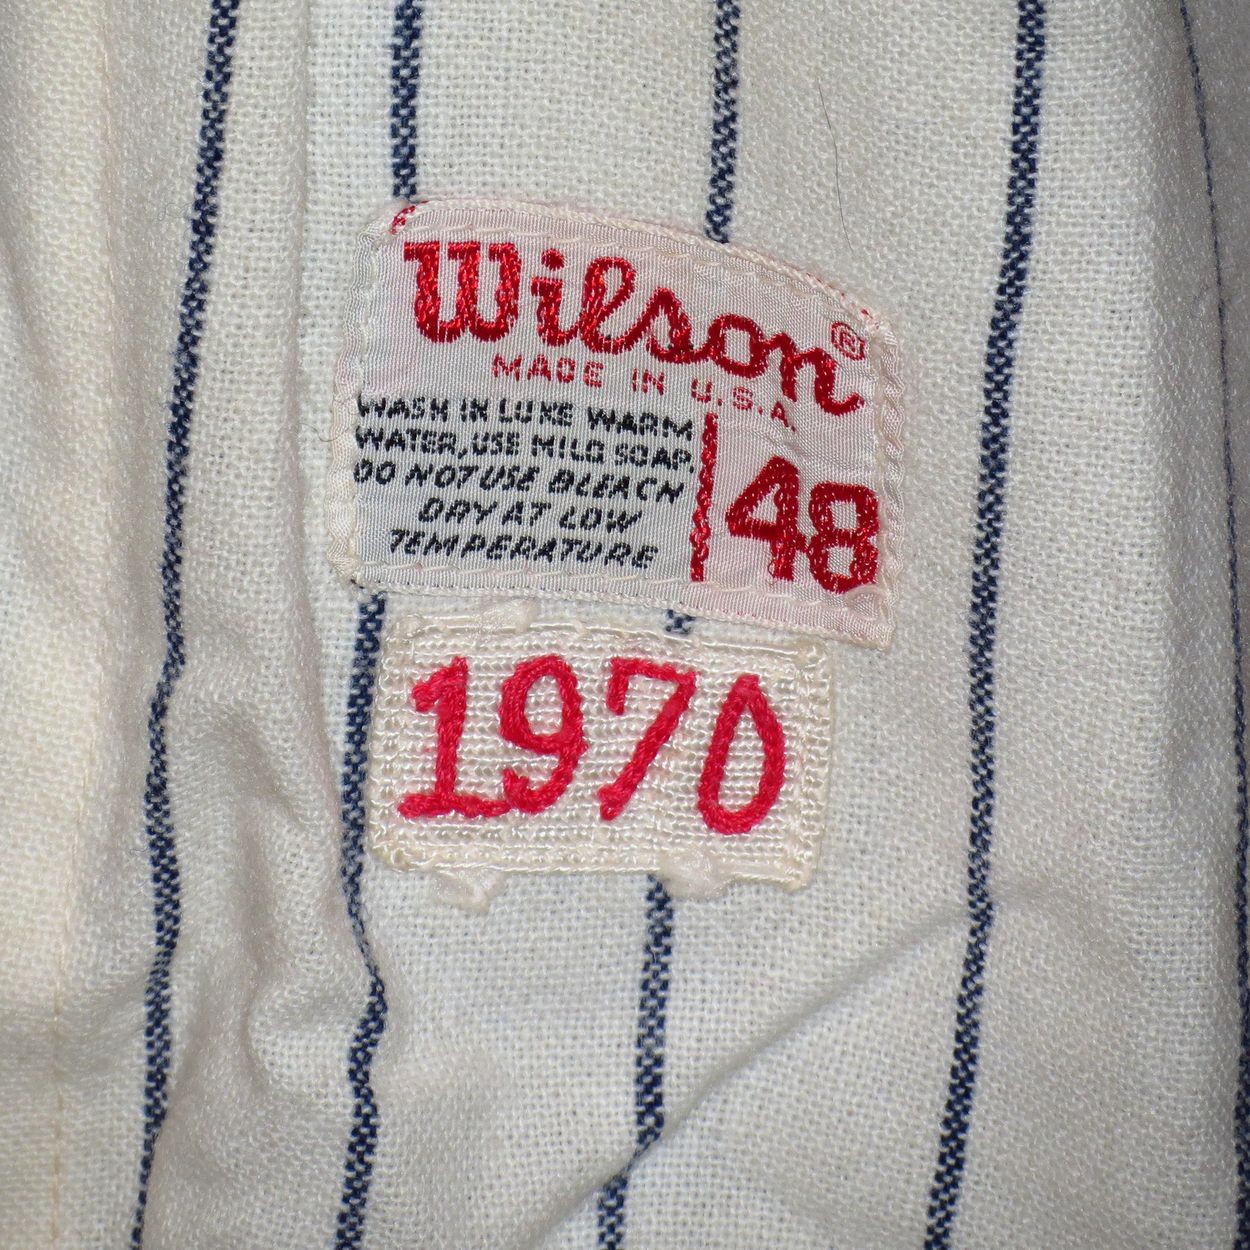 Wilson®
MADE IN U.S.A.
WASH IN LUKE WARM
WATER, USE MILD SOAP.
DO NOT USE BLEACH
DRY AT LOW
TEMPERATURE
48
1970